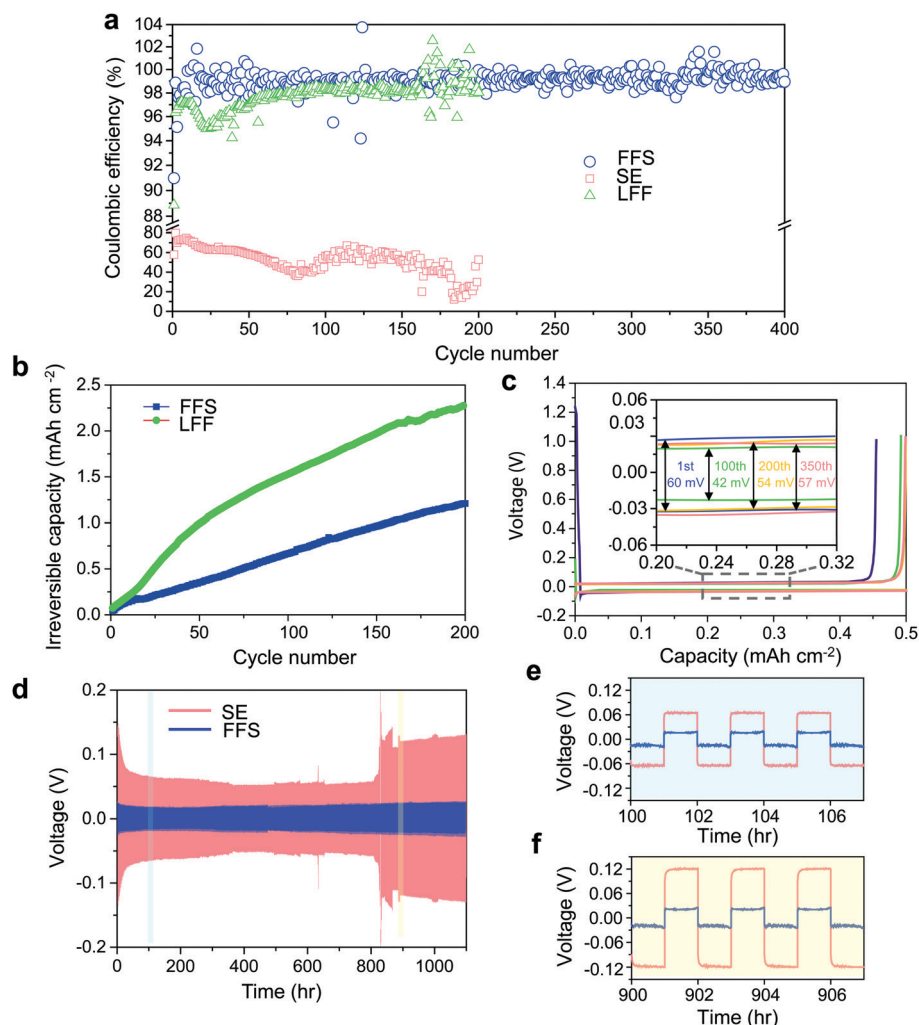 a
104
102
100
98
96
94
92
90
88
80
60
40
20
0
Coulombic efficiency (%)
FFS
SE
LFF
0 50 100 150 200 250 300 350 400
Cycle number
b
2.5
2.0
1.5
1.0
0.5
0.0
Irreversible capacity (mAh cm-2)
FFS
LFF
0 50 100 150 200
Cycle number
c
1.4
1.2
1.0
0.8
0.6
0.4
0.2
0.0
-0.2
Voltage (V)
0.06
0.03
0.00
-0.03
-0.06
1st 100th 200th 350th
60 mV 42 mV 54 mV 57 mV
0.20 0.24 0.28 0.32
0.0 0.1 0.2 0.3 0.4 0.5
Capacity (mAh cm-2)
d
0.2
0.1
0.0
-0.1
-0.2
Voltage (V)
SE
FFS
0 200 400 600 800 1000
Time (hr)
e
0.12
0.06
0.00
-0.06
-0.12
Voltage (V)
100 102 104 106
Time (hr)
f
0.12
0.06
0.00
-0.06
-0.12
Voltage (V)
900 902 904 906
Time (hr)